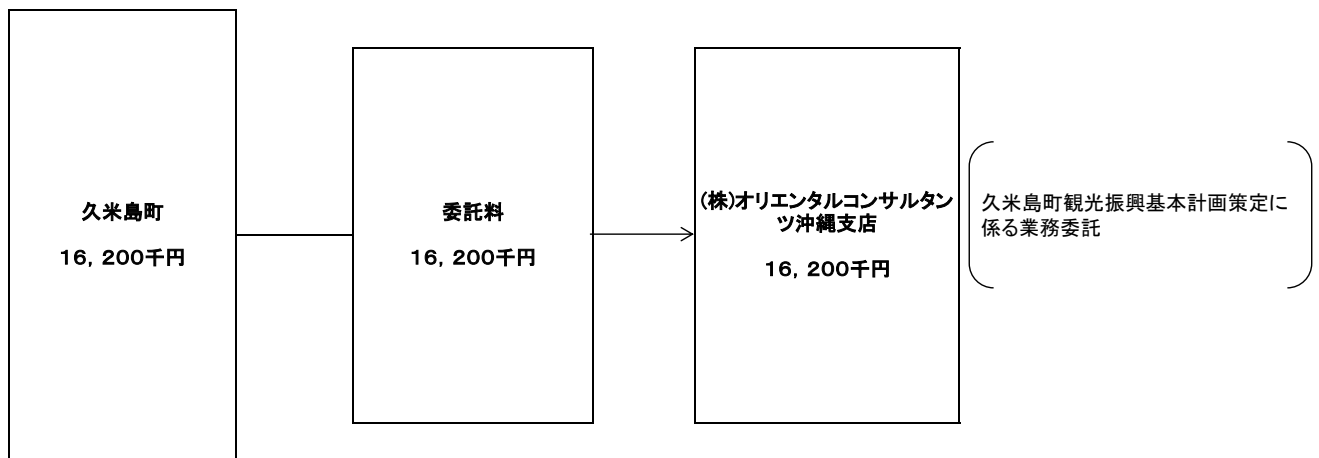 久米島町
16,200千円
委託料
16,200千円
(株)オリエンタルコンサルタン
ツ沖縄支店
16,200千円
久米島町観光振興基本計画策定に
係る業務委託